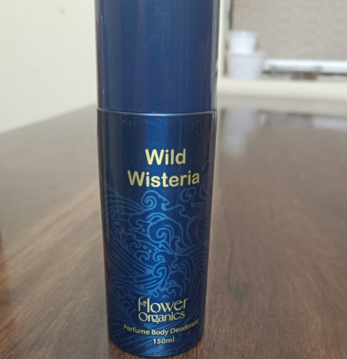 Wild
Wisteria
Flower
Organics
Perfume Body Deodorant
150ml